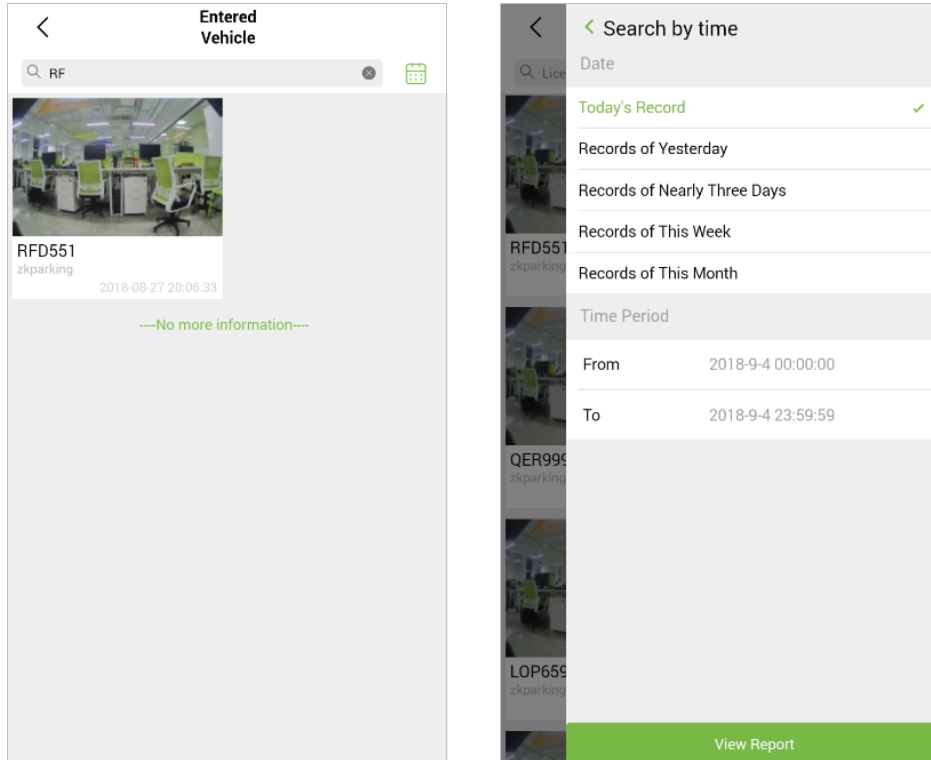 Entered
Vehicle
RF
RFD551
zkparking
2018-08-27 20:06:33
----No more information----
Search by time
Lice
Date
Today's Record
Records of Yesterday
Records of Nearly Three Days
Records of This Week
RFD551
zkparking
Records of This Month
Time Period
From 2018-9-4 00:00:00
To 2018-9-4 23:59:59
QER999
zkparking
LOP659
zkparking
View Report